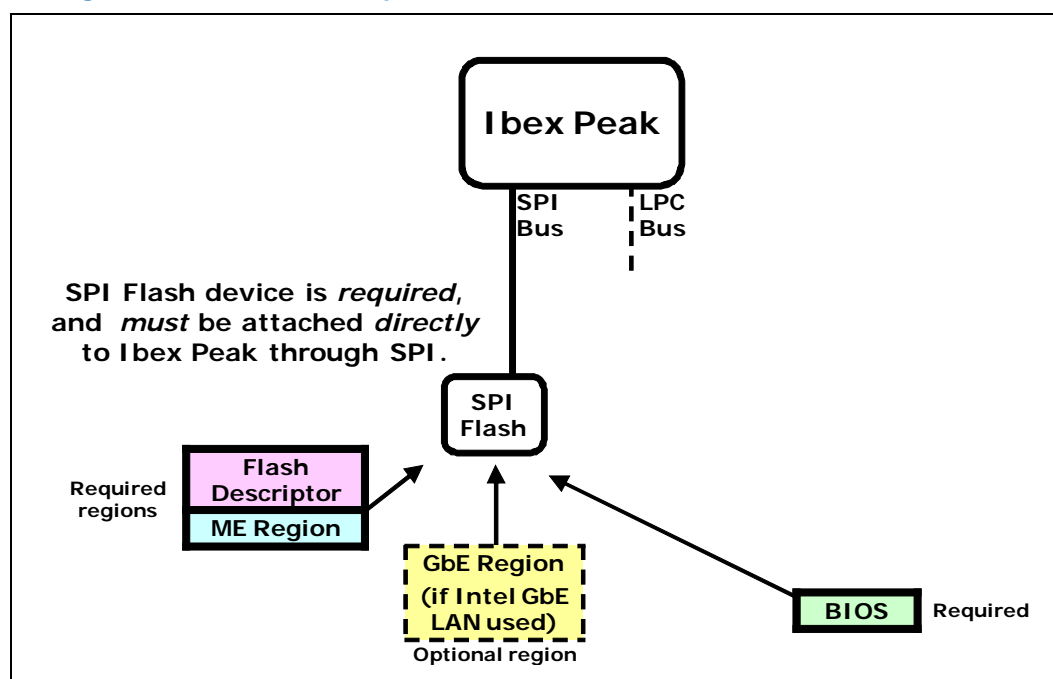 Ibex Peak
SPI
Bus
LPC
Bus
SPI Flash device is required,
and must be attached directly
to Ibex Peak through SPI.
SPI
Flash
Required
regions
Flash
Descriptor
ME Region
GbE Region
(if Intel GbE
LAN used)
Optional region
BIOS
Required